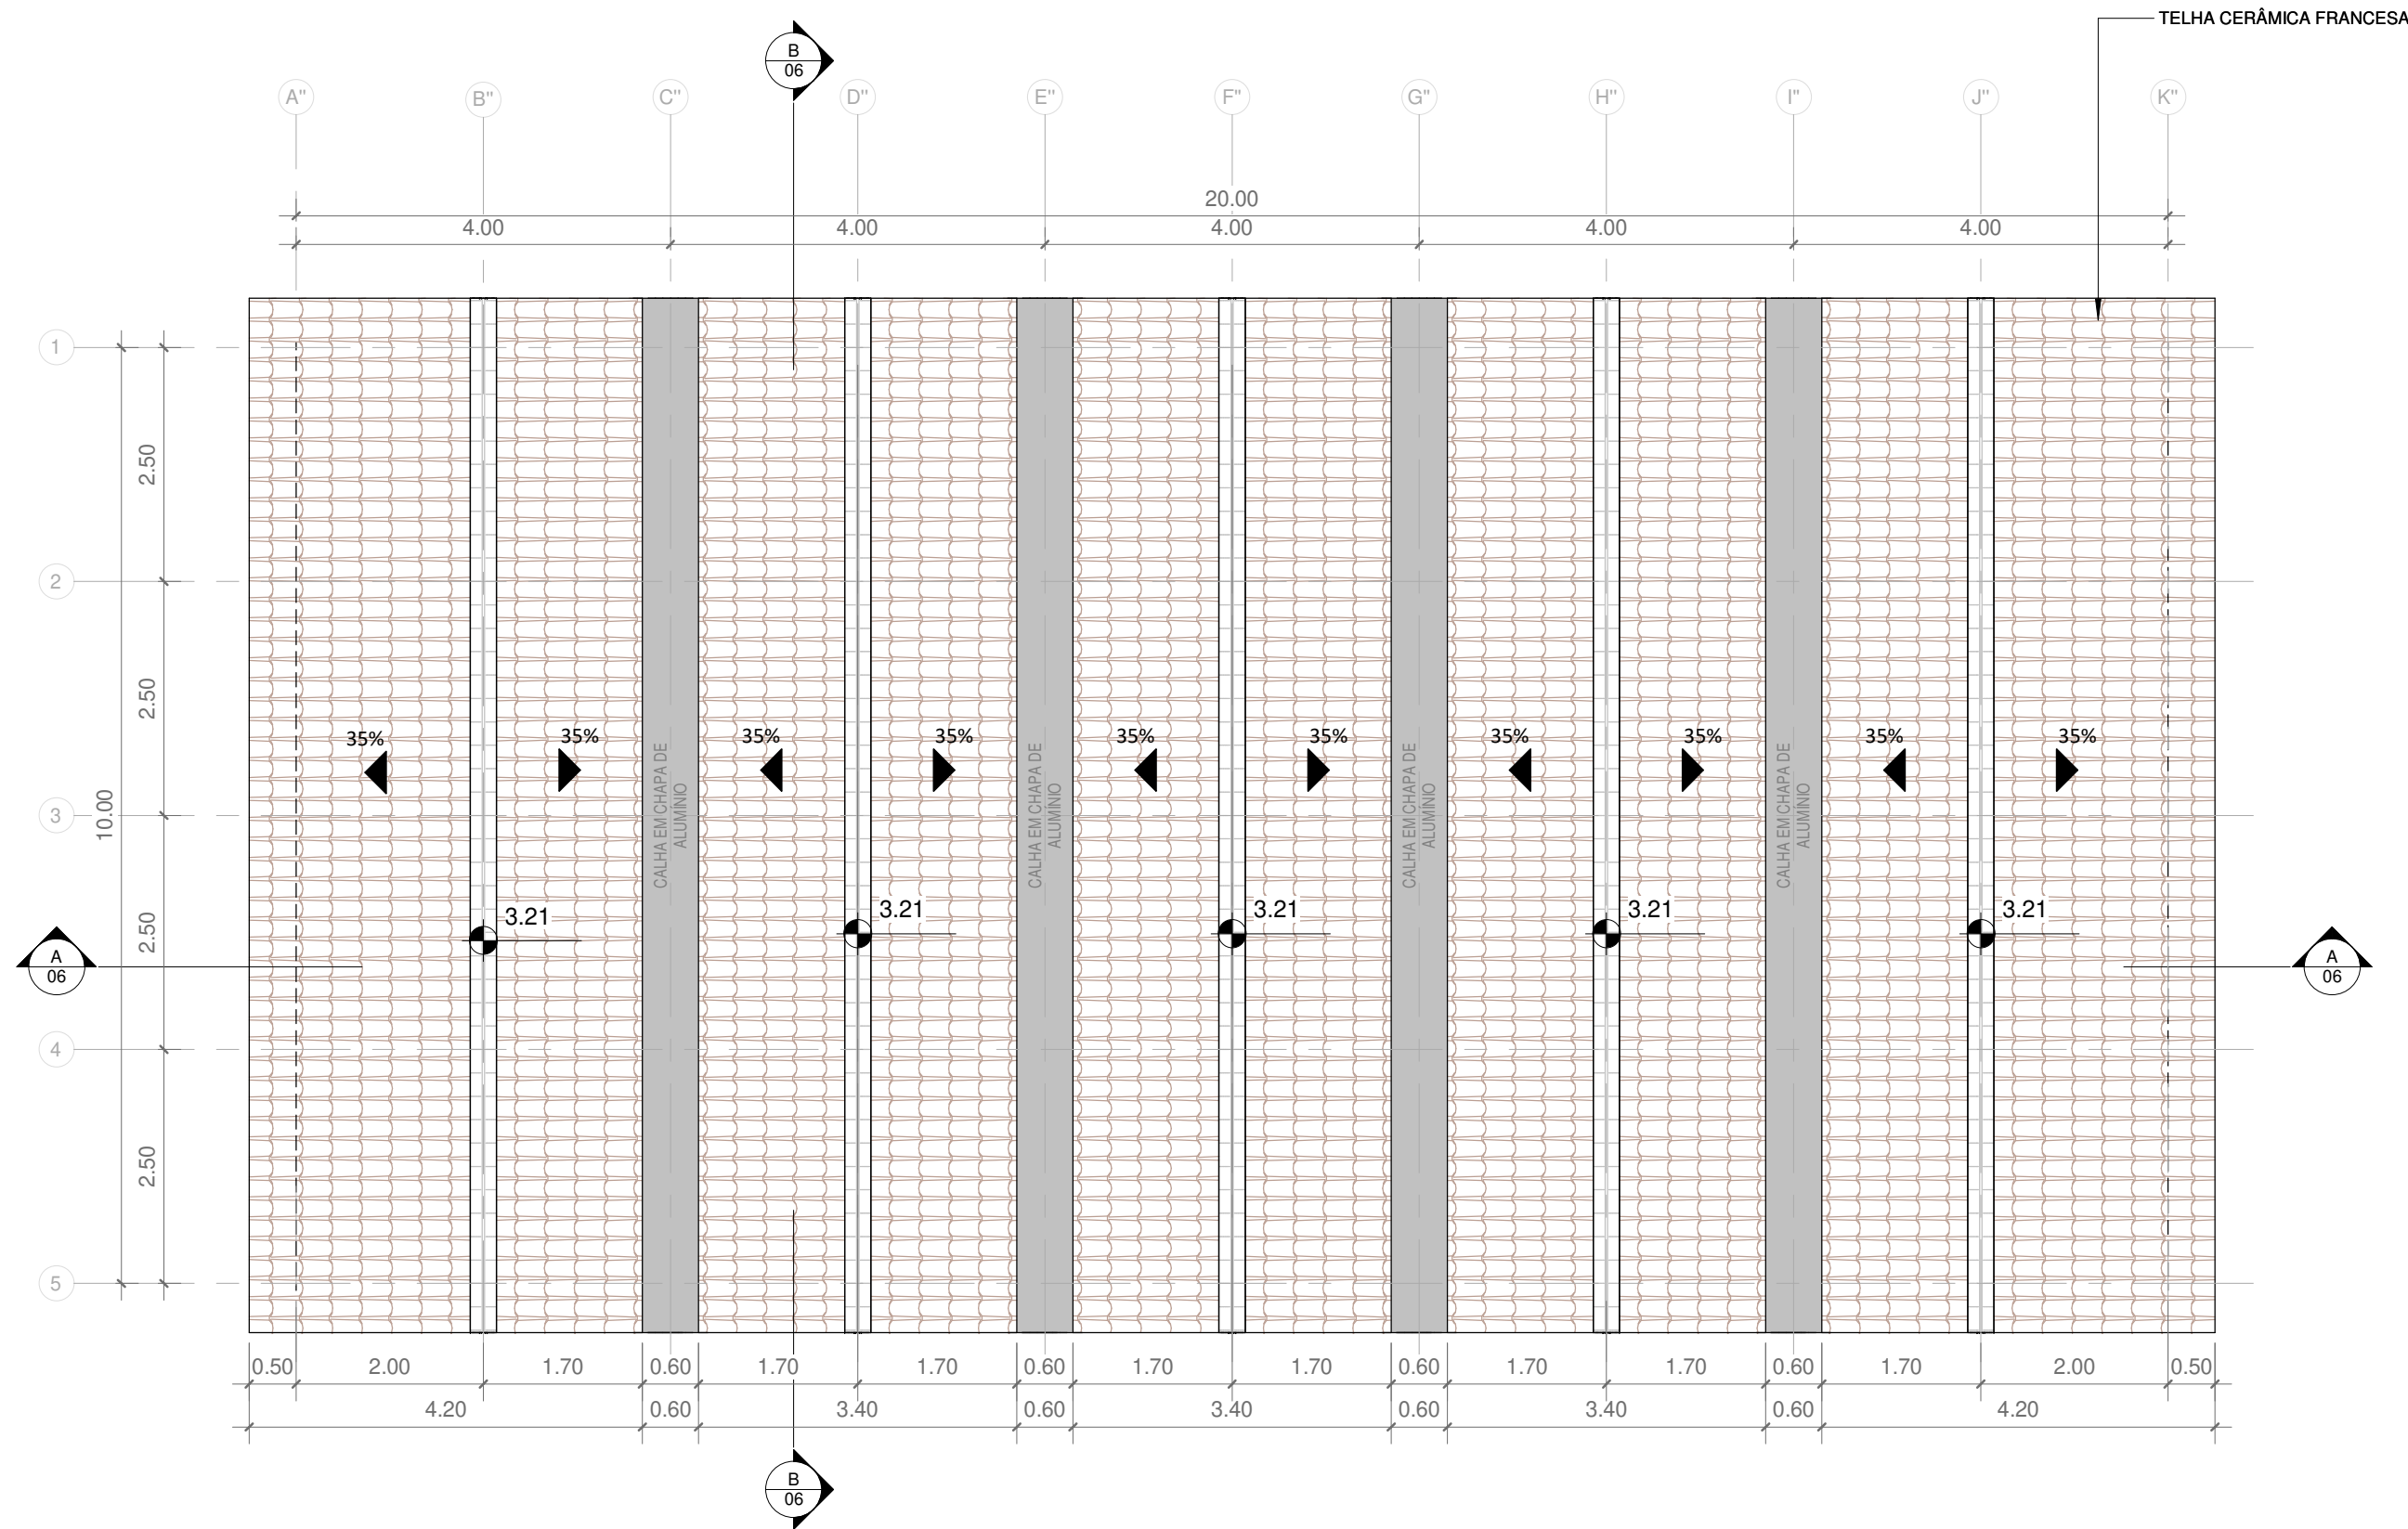 TELHA CERÂMICA FRANCESA
B
06
A" B" C" D" E" F" G" H" I" J" K"
20.00
4.00 4.00 4.00 4.00 4.00
1
2.50
2
2.50
35% 35% 35% 35% 35% 35% 35% 35% 35% 35%
CALHA EM CHAPA DE
ALUMÍNIO
CALHA EM CHAPA DE
ALUMÍNIO
CALHA EM CHAPA DE
ALUMÍNIO
CALHA EM CHAPA DE
ALUMÍNIO
3
10.00
2.50
3.21 3.21 3.21 3.21 3.21
A
06
A
06
4
2.50
5
0.50 2.00 1.70 0.60 1.70 1.70 0.60 1.70 1.70 0.60 1.70 1.70 0.60 1.70 2.00 0.50
4.20 0.60 3.40 0.60 3.40 0.60 3.40 0.60 4.20
B
06